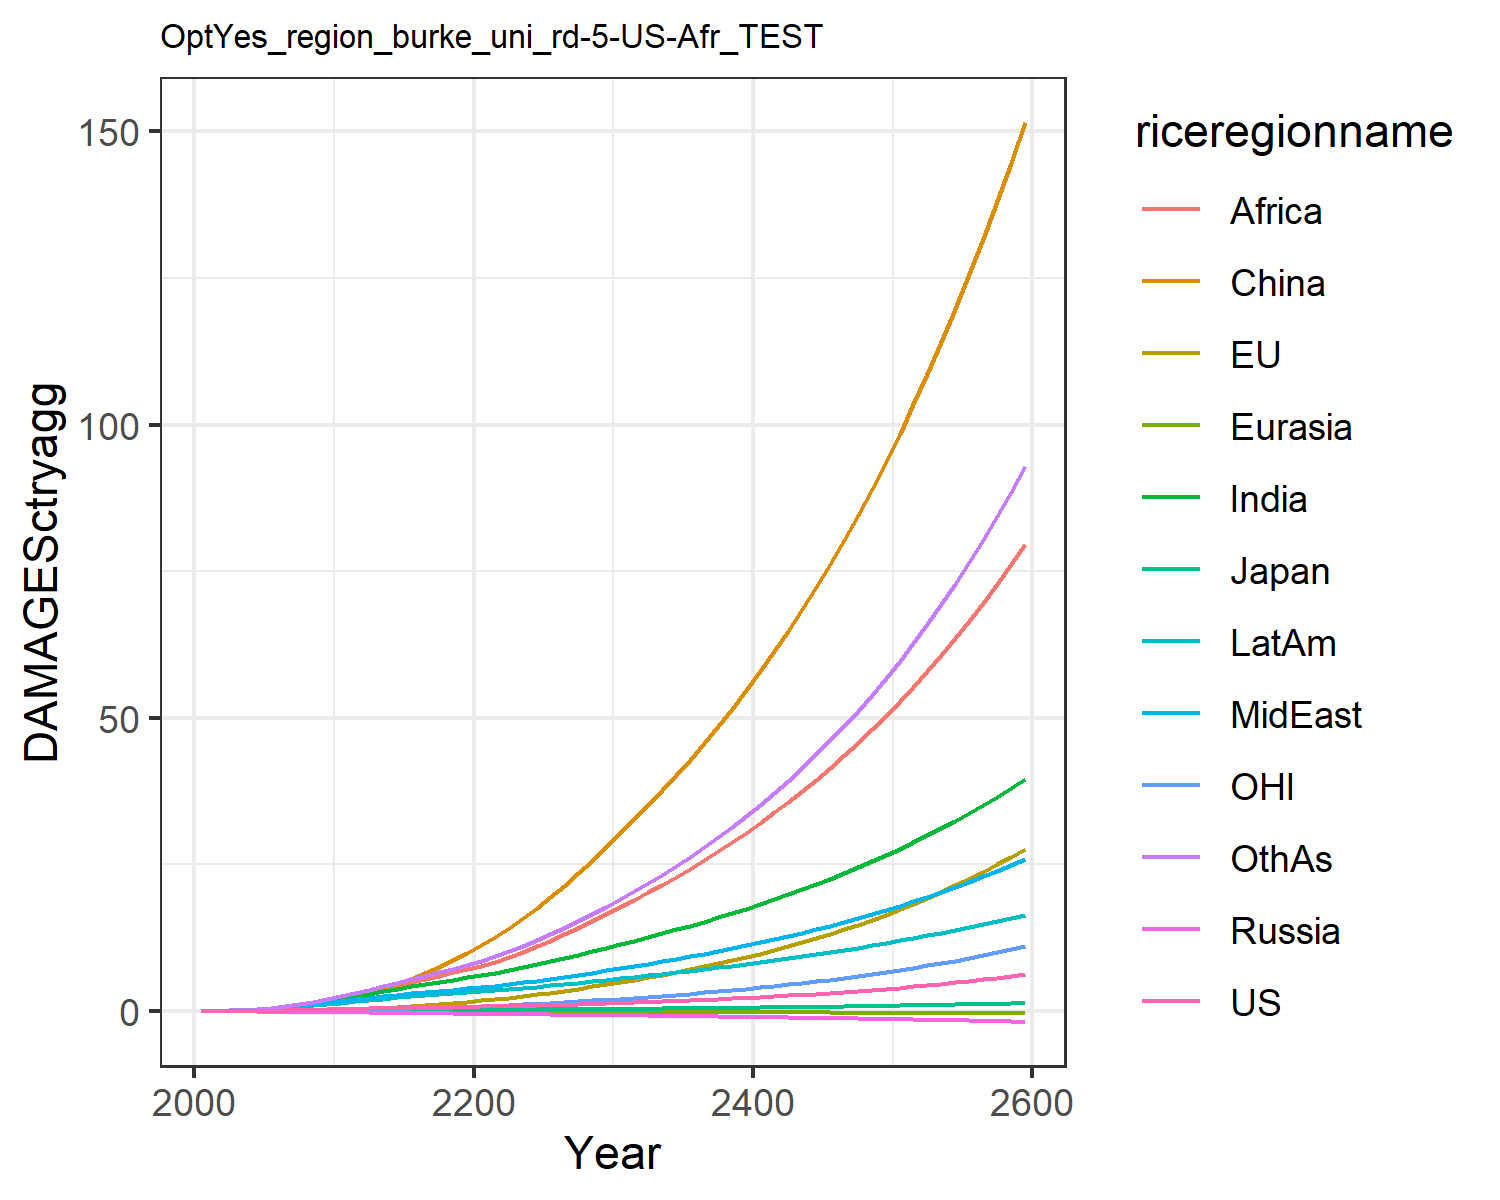 OptYes_region_burke_uni_rd-5-US-Afr_TEST
150
100
50
0
DAMAGESctryagg
2000
2200
2400
2600
Year
riceregionname
Africa
China
EU
Eurasia
India
Japan
LatAm
MidEast
OHI
OthAs
Russia
US